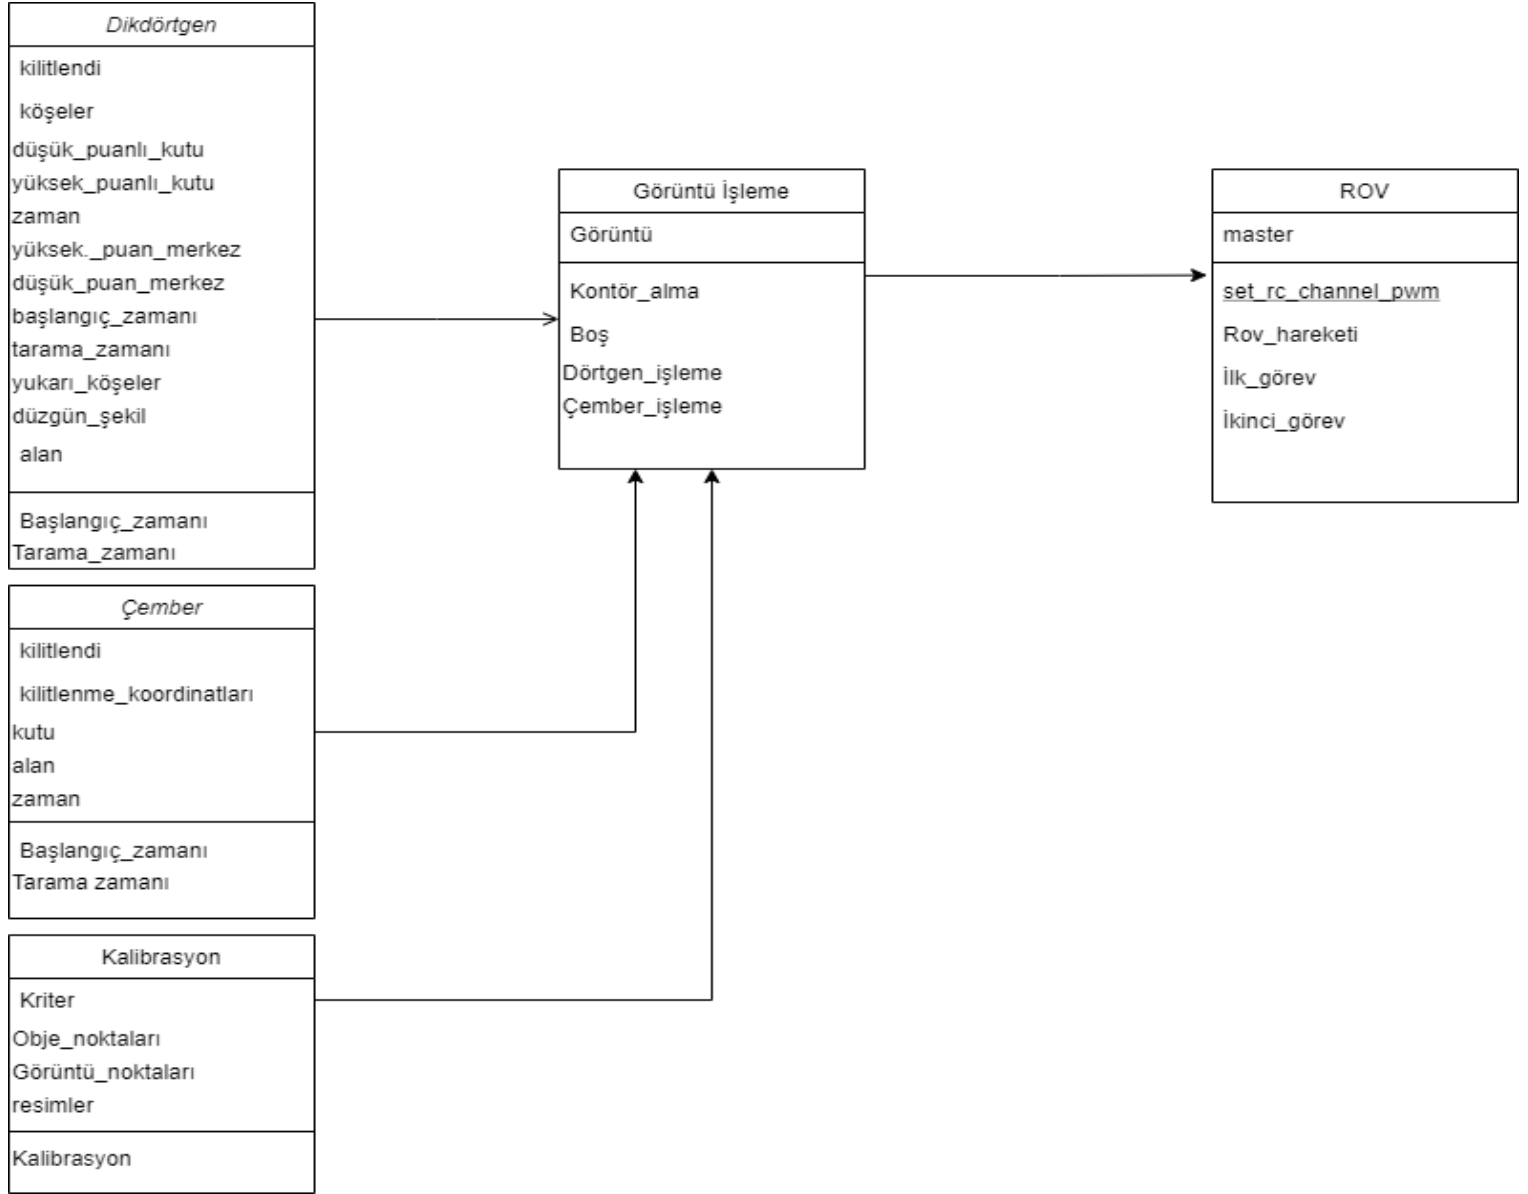 Dikdörtgen
kilitlendi
köşeler
düşük_puanlı_kutu
yüksek_puanlı_kutu
zaman
yüksek._puan_merkez
düşük_puan_merkez
başlangıç_zamanı
tarama_zamanı
yukarı_köşeler
düzgün_şekil
alan
Başlangıç_zamanı
Tarama_zamanı
Çember
kilitlendi
kilitlenme_koordinatları
kutu
alan
zaman
Başlangıç_zamanı
Tarama zamanı
Kalibrasyon
Kriter
Obje_noktaları
Görüntü_noktaları
resimler
Kalibrasyon
Görüntü İşleme
Görüntü
Kontör_alma
Boş
Dörtgen_işleme
Çember_işleme
ROV
master
set_rc_channel_pwm
Rov_hareketi
İlk_görev
İkinci_görev